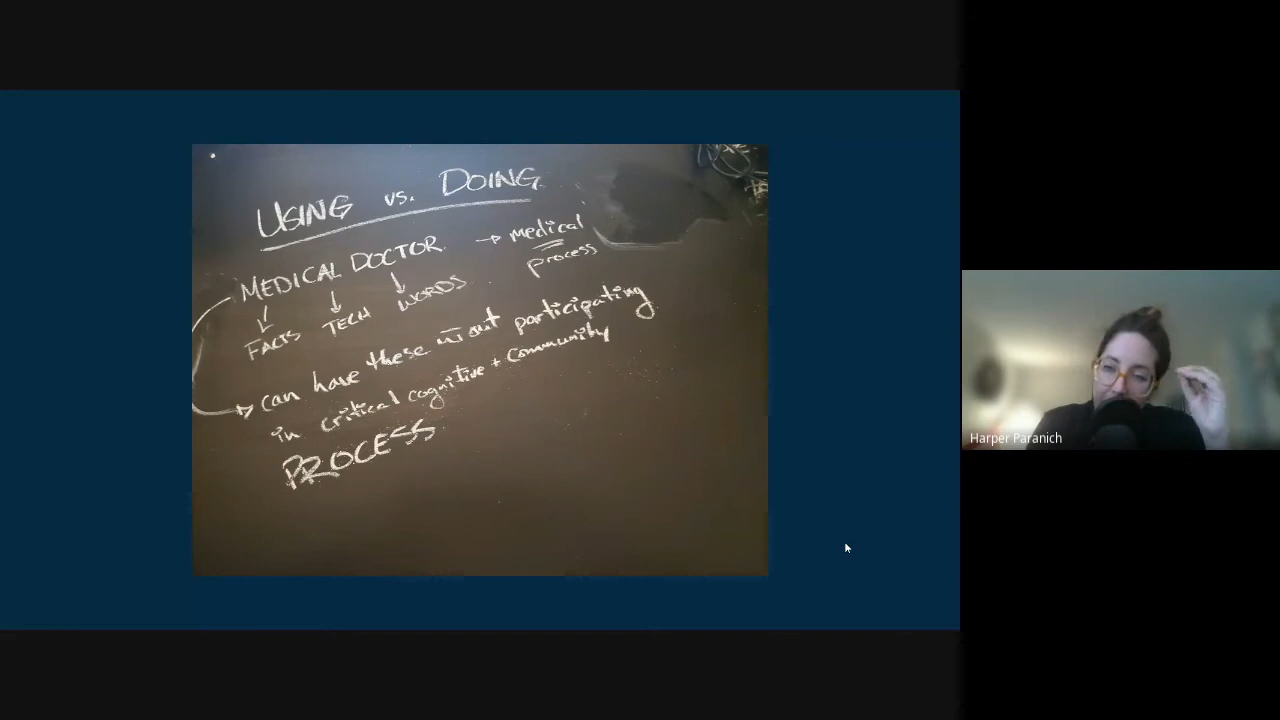 USING vs. DOING
MEDICAL DOCTOR → medical
process
FACTS TECH WORDS
can have these w̅out participating
in critical cognitive + community
PROCESS
Harper Paranich